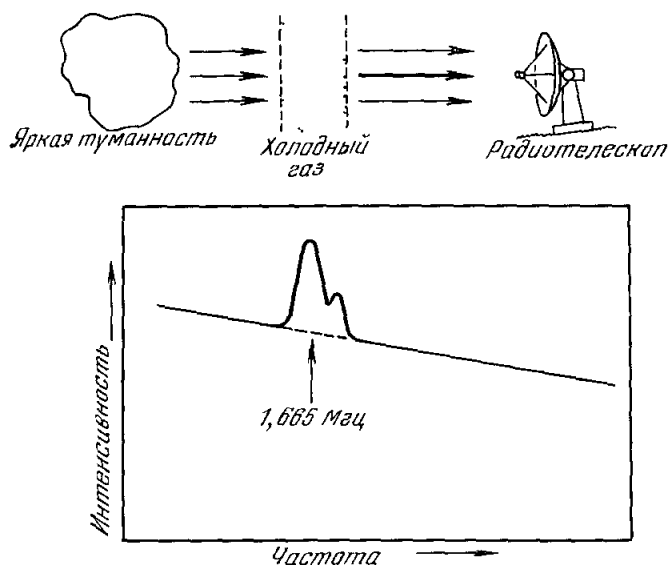 Яркая туманность
Холодный
газ
Радиотелескоп
Интенсивность
1,665 Мгц
Частота